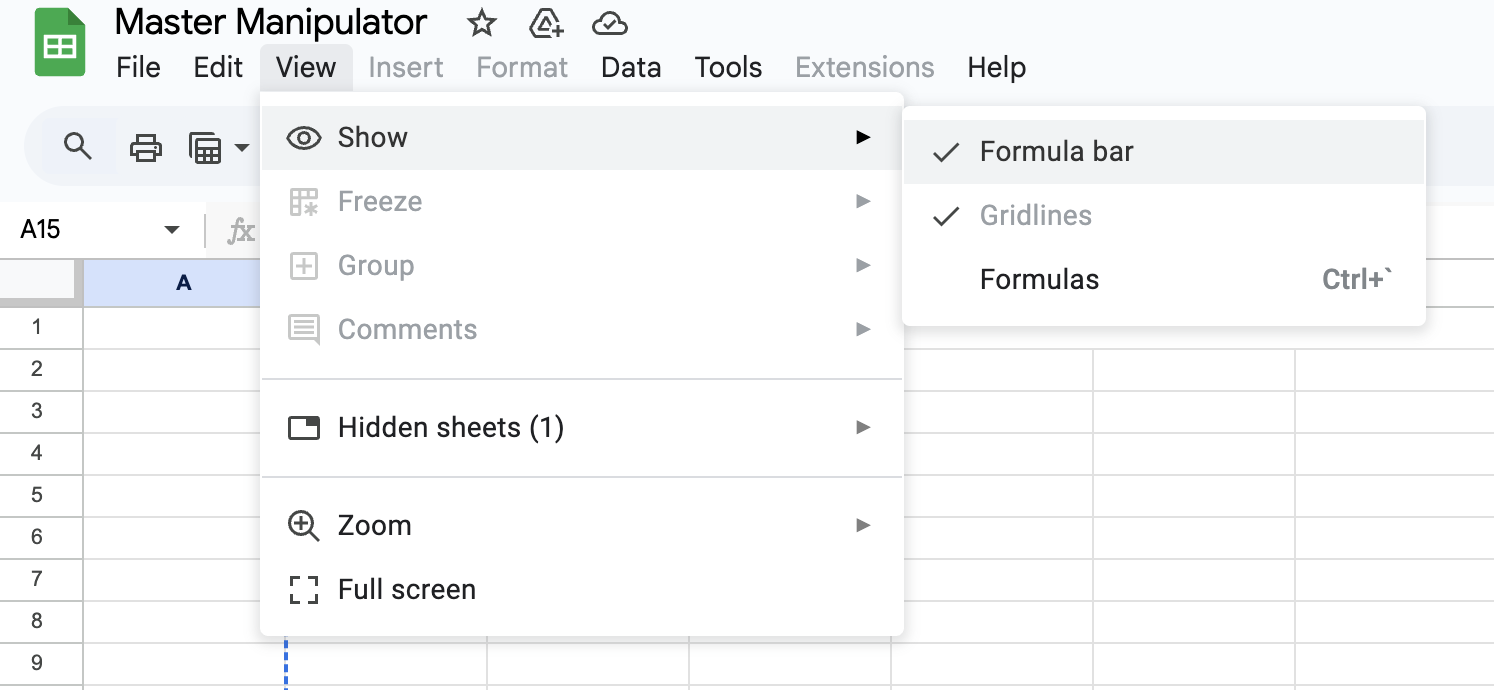 Master Manipulator
File Edit View Insert Format Data Tools Extensions Help
Show
Freeze
Group
Comments
Hidden sheets (1)
Zoom
Full screen
Formula bar
Gridlines
Formulas Ctrl+`
A15 fx
A
1
2
3
4
5
6
7
8
9